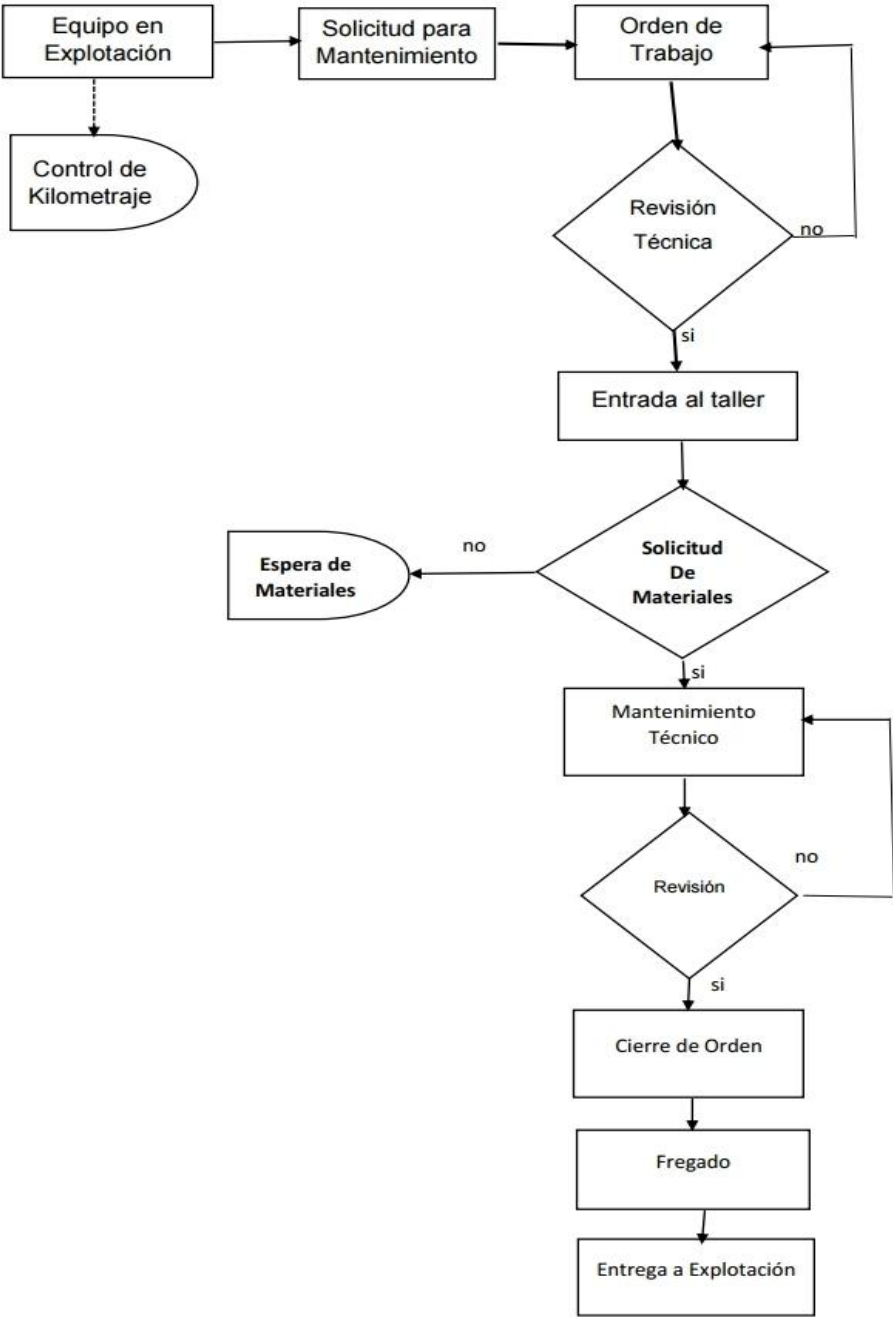 Equipo en
Explotación
Solicitud para
Mantenimiento
Orden de
Trabajo
Control de
Kilometraje
Revisión
Técnica
no
si
Entrada al taller
Solicitud
De
Materiales
no
Espera de
Materiales
si
Mantenimiento
Técnico
Revisión
no
si
Cierre de Orden
Fregado
Entrega a Explotación